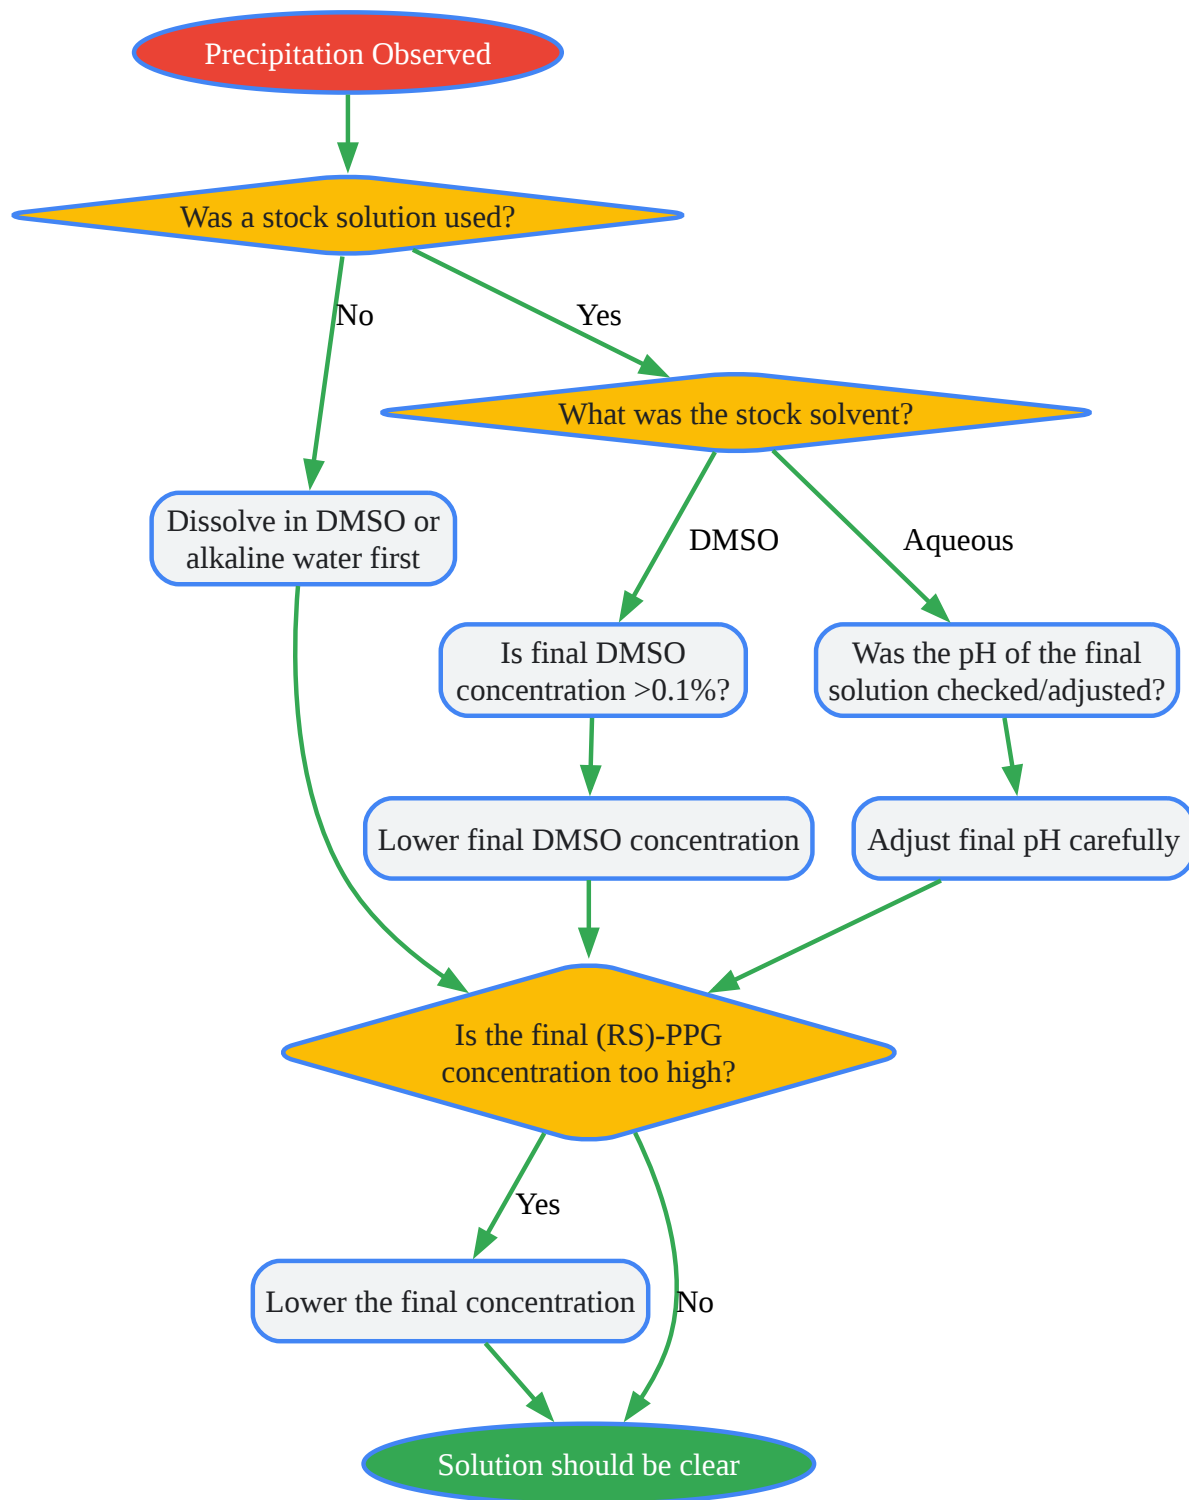 Precipitation Observed
Was a stock solution used?
No
Yes
What was the stock solvent?
Dissolve in DMSO or
alkaline water first
DMSO
Aqueous
Is final DMSO
concentration >0.1%?
Was the pH of the final
solution checked/adjusted?
Lower final DMSO concentration
Adjust final pH carefully
Is the final (RS)-PPG
concentration too high?
Yes
Lower the final concentration
No
Solution should be clear